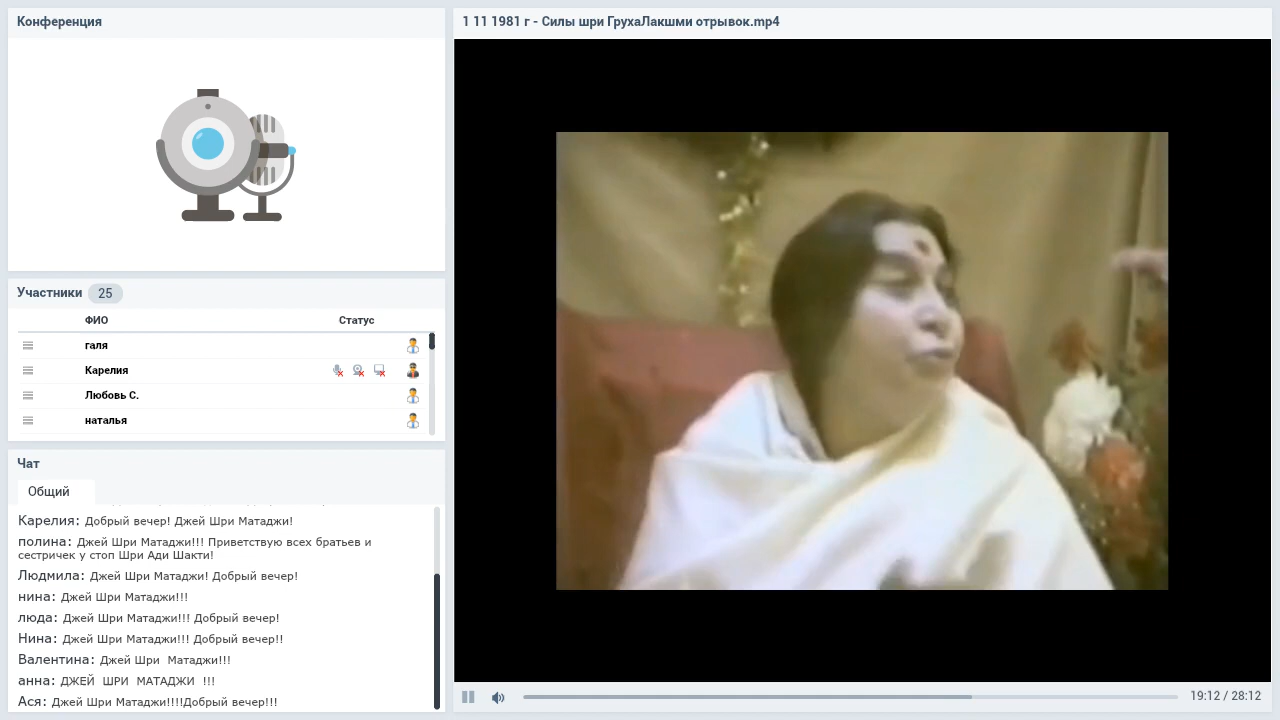 Конференция
1 11 1981 г - Силы шри ГрухаЛакшми отрывок.mp4
Участники 25
ФИО Статус
галя
Карелия
Любовь С.
наталья
Чат
Общий
Карелия: Добрый вечер! Джей Шри Матаджи!
полина: Джей Шри Матаджи!!! Приветствую всех братьев и
сестричек у стоп Шри Ади Шакти!
Людмила: Джей Шри Матаджи! Добрый вечер!
нина: Джей Шри Матаджи!!!
люда: Джей Шри Матаджи!!! Добрый вечер!
Нина: Джей Шри Матаджи!!! Добрый вечер!!
Валентина: Джей Шри Матаджи!!!
анна: ДЖЕЙ ШРИ МАТАДЖИ !!!
Ася: Джей Шри Матаджи!!!!Добрый вечер!!!
19:12 / 28:12